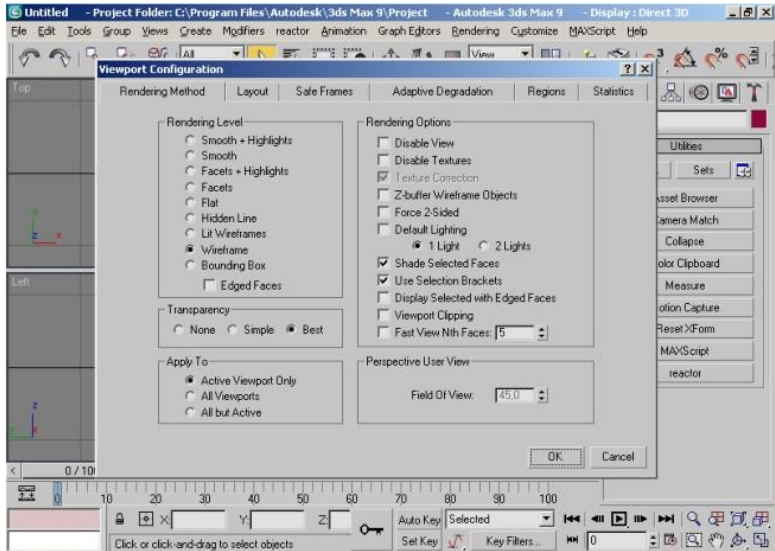 Untitled - Project Folder: C:\Program Files\Autodesk\3ds Max 9\Project - Autodesk 3ds Max 9 - Display : Direct 3D
File Edit Tools Group Views Create Modifiers reactor Animation Graph Editors Rendering Customize MAXScript Help
All View
Viewport Configuration
Top
Rendering Method Layout Safe Frames Adaptive Degradation Regions Statistics
Rendering Level
Smooth + Highlights
Smooth
Facets + Highlights
Facets
Flat
Hidden Line
Lit Wireframes
Wireframe
Bounding Box
Edged Faces
Transparency
None Simple Best
Apply To
Active Viewport Only
All Viewports
All but Active
Rendering Options
Disable View
Disable Textures
Texture Correction
Z-buffer Wireframe Objects
Force 2-Sided
Default Lighting
1 Light 2 Lights
Shade Selected Faces
Use Selection Brackets
Display Selected with Edged Faces
Viewport Clipping
Fast View Nth Faces: 5
Perspective User View
Field Of View: 45,0
OK Cancel
Utilities
Sets
Asset Browser
Camera Match
Collapse
olor Clipboard
Measure
otion Capture
Reset XForm
MAXScript
reactor
y
z x
Left
z
0 / 10
0 10 20 30 40 50 60 70 80 90 100
X: Y: Z: Auto Key Selected
Click or click-and-drag to select objects Set Key Key Filters... 0